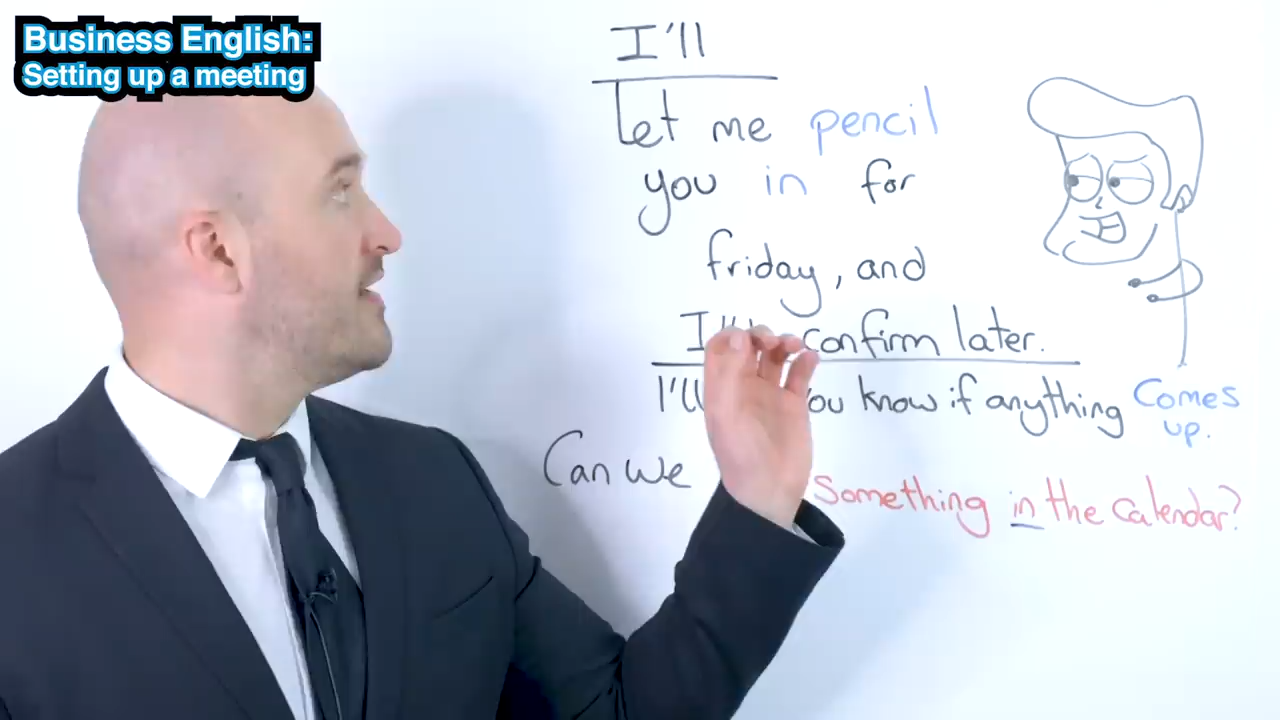 Business English:
Setting up a meeting
I'll
let me pencil
you in for
friday, and
confirm later.
I'll know if anything Comes
up.
Can we Something in the Calendar?